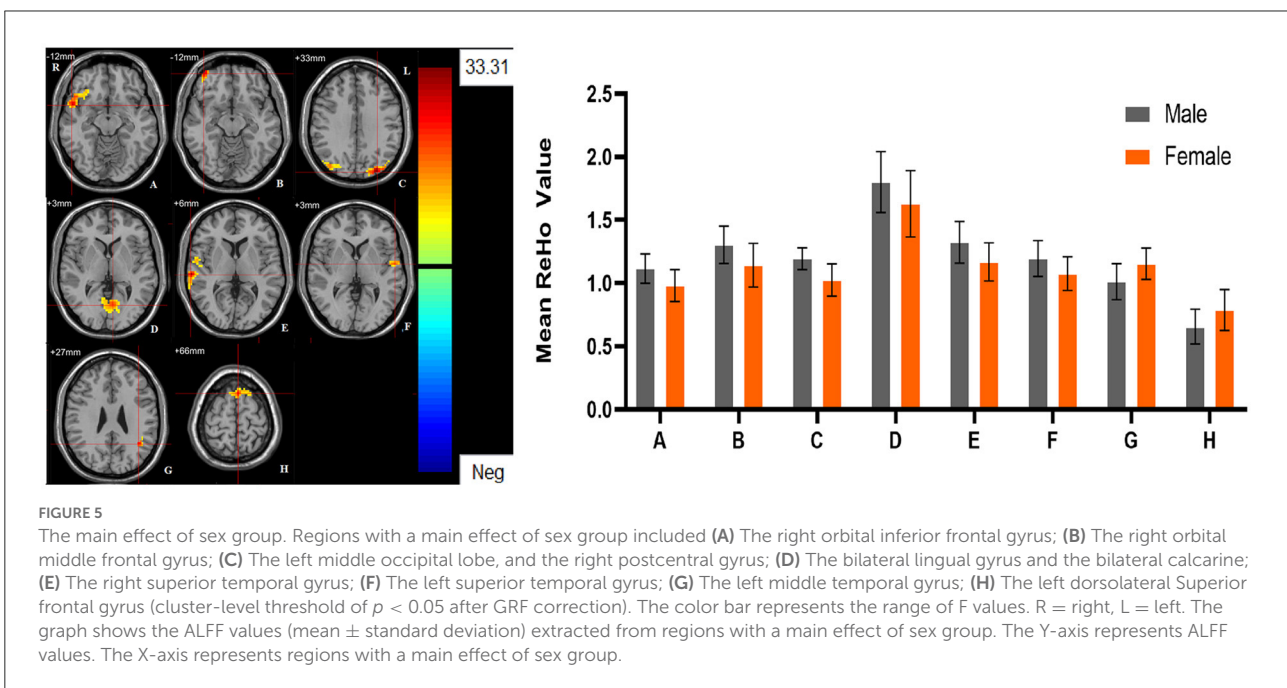 -12mm
R
A
-12mm
B
+33mm
L
C
33.31
+3mm
D
+6mm
E
+3mm
F
+27mm
G
+66mm
H
Neg
Mean ReHo Value
2.5
2.0
1.5
1.0
0.5
0.0
Male
Female
A B C D E F G H
FIGURE 5
The main effect of sex group. Regions with a main effect of sex group included (A) The right orbital inferior frontal gyrus; (B) The right orbital
middle frontal gyrus; (C) The left middle occipital lobe, and the right postcentral gyrus; (D) The bilateral lingual gyrus and the bilateral calcarine;
(E) The right superior temporal gyrus; (F) The left superior temporal gyrus; (G) The left middle temporal gyrus; (H) The left dorsolateral Superior
frontal gyrus (cluster-level threshold of p < 0.05 after GRF correction). The color bar represents the range of F values. R = right, L = left. The
graph shows the ALFF values (mean ± standard deviation) extracted from regions with a main effect of sex group. The Y-axis represents ALFF
values. The X-axis represents regions with a main effect of sex group.